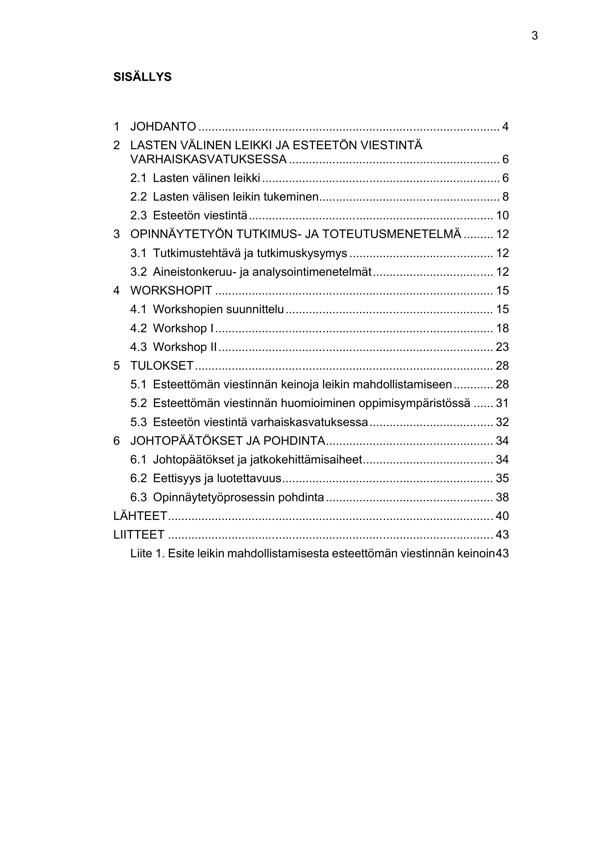 3
SISÄLLYS
1 JOHDANTO ........................................................................................... 4
2 LASTEN VÄLINEN LEIKKI JA ESTEETÖN VIESTINTÄ
VARHAISKASVATUKSESSA ................................................................ 6
2.1 Lasten välinen leikki ........................................................................ 6
2.2 Lasten välisen leikin tukeminen....................................................... 8
2.3 Esteetön viestintä .......................................................................... 10
3 OPINNÄYTETYÖN TUTKIMUS- JA TOTEUTUSMENETELMÄ ......... 12
3.1 Tutkimustehtävä ja tutkimuskysymys ............................................ 12
3.2 Aineistonkeruu- ja analysointimenetelmät .................................... 12
4 WORKSHOPIT .................................................................................... 15
4.1 Workshopien suunnittelu ............................................................... 15
4.2 Workshop I .................................................................................... 18
4.3 Workshop II ................................................................................... 23
5 TULOKSET .......................................................................................... 28
5.1 Esteettömän viestinnän keinoja leikin mahdollistamiseen ............ 28
5.2 Esteettömän viestinnän huomioiminen oppimisympäristössä ...... 31
5.3 Esteetön viestintä varhaiskasvatuksessa ..................................... 32
6 JOHTOPÄÄTÖKSET JA POHDINTA................................................... 34
6.1 Johtopäätökset ja jatkokehittämisaiheet ....................................... 34
6.2 Eettisyys ja luotettavuus ................................................................ 35
6.3 Opinnäytetyöprosessin pohdinta ................................................... 38
LÄHTEET .................................................................................................. 40
LIITTEET .................................................................................................. 43
Liite 1. Esite leikin mahdollistamisesta esteettömän viestinnän keinoin43